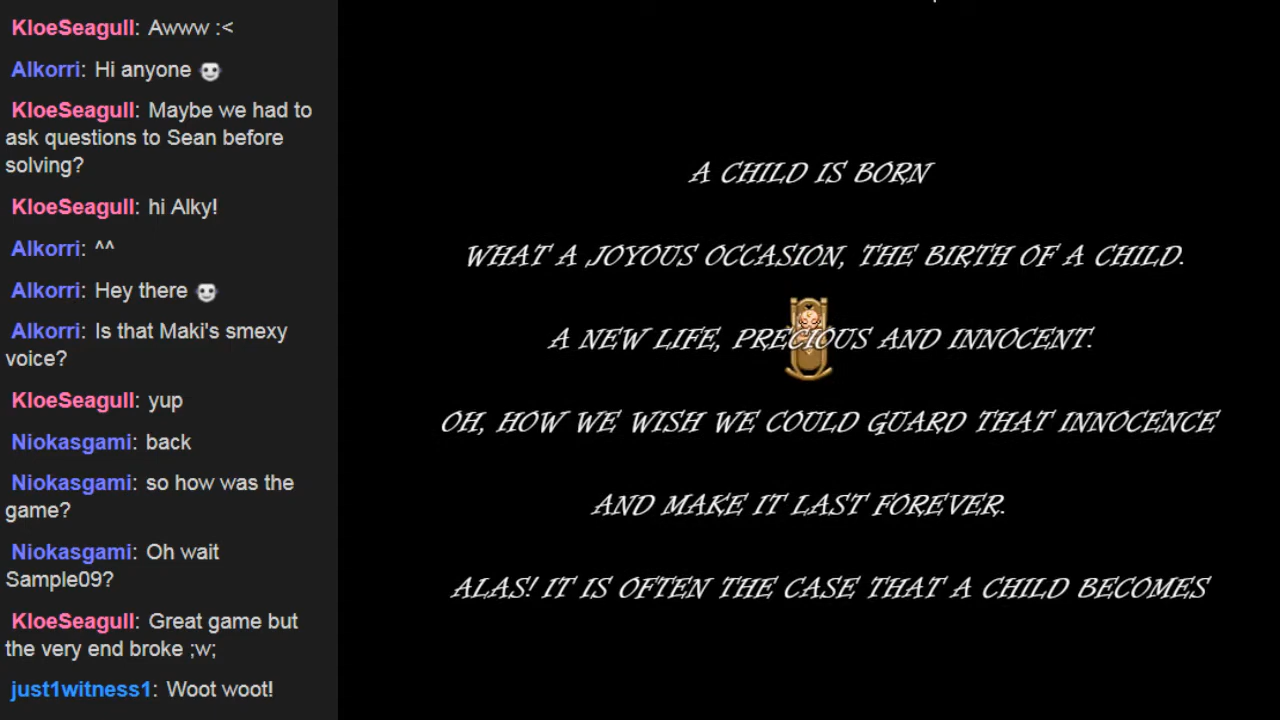 KloeSeagull: Awww :<
Alkorri: Hi anyone
KloeSeagull: Maybe we had to
ask questions to Sean before
solving?
KloeSeagull: hi Alky!
Alkorri: ^^
Alkorri: Hey there
Alkorri: Is that Maki's smexy
voice?
KloeSeagull: yup
Niokasgami: back
Niokasgami: so how was the
game?
Niokasgami: Oh wait
Sample09?
KloeSeagull: Great game but
the very end broke ;w;
just1witness1: Woot woot!
A CHILD IS BORN
WHAT A JOYOUS OCCASION, THE BIRTH OF A CHILD.
A NEW LIFE, PRECIOUS AND INNOCENT.
OH, HOW WE WISH WE COULD GUARD THAT INNOCENCE
AND MAKE IT LAST FOREVER.
ALAS! IT IS OFTEN THE CASE THAT A CHILD BECOMES